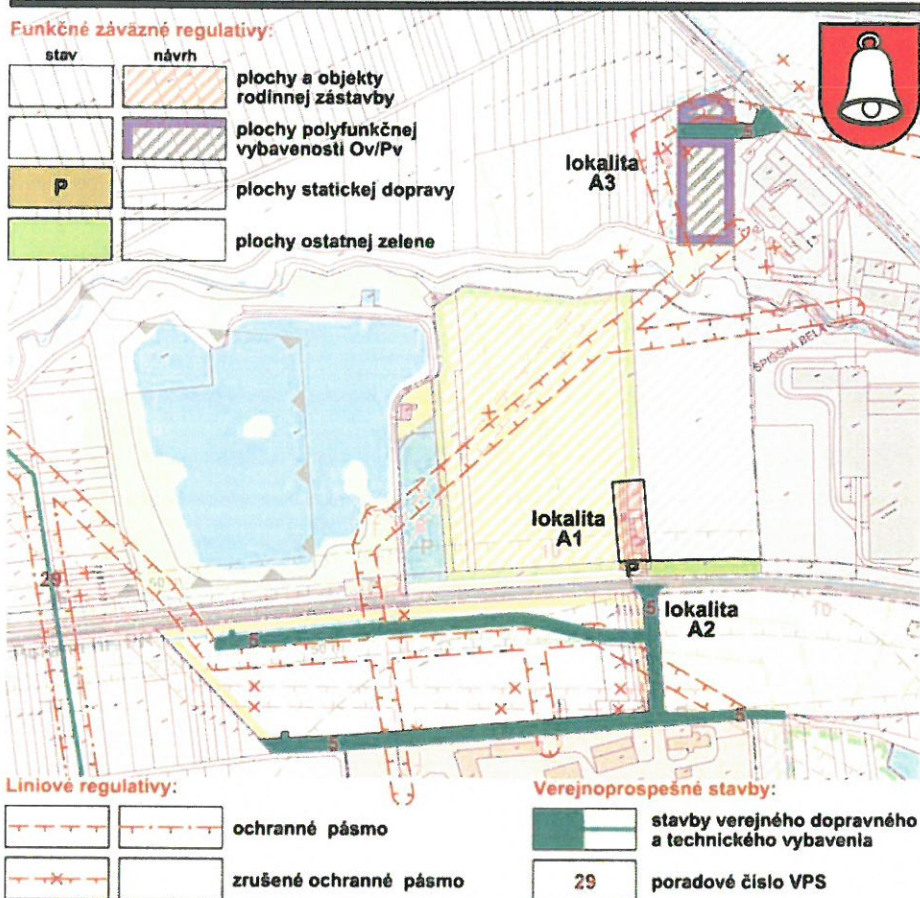 Funkčné záväzné regulatívy:
stav
návrh
plochy a objekty
rodinnej zástavby
plochy polyfunkčnej
vybavenosti Ov/Pv
P
plochy statickej dopravy
plochy ostatnej zelene
lokalita
A3
5
SPIŠSKÁ BELÁ
lokalita
A1
P
10
P
5
lokalita
A2
10
29
50
5
50
5
5
Líniové regulatívy:
ochranné pásmo
zrušené ochranné pásmo
Verejnoprospešné stavby:
stavby verejného dopravného
a technického vybavenia
29
poradové číslo VPS